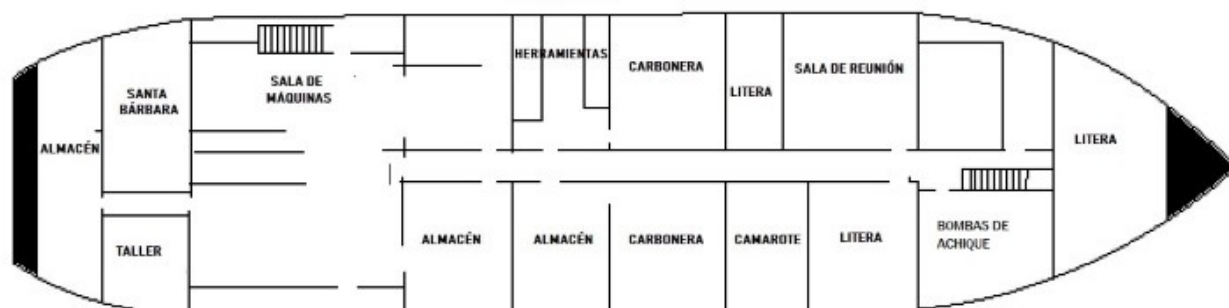 ALMACÉN
SANTA
BÁRBARA
TALLER
SALA DE
MÁQUINAS
HERRAMIENTAS
CARBONERA
LITERA
SALA DE REUNIÓN
LITERA
ALMACÉN
ALMACÉN
CARBONERA
CAMAROTE
LITERA
BOMBAS DE
ACHIQUE